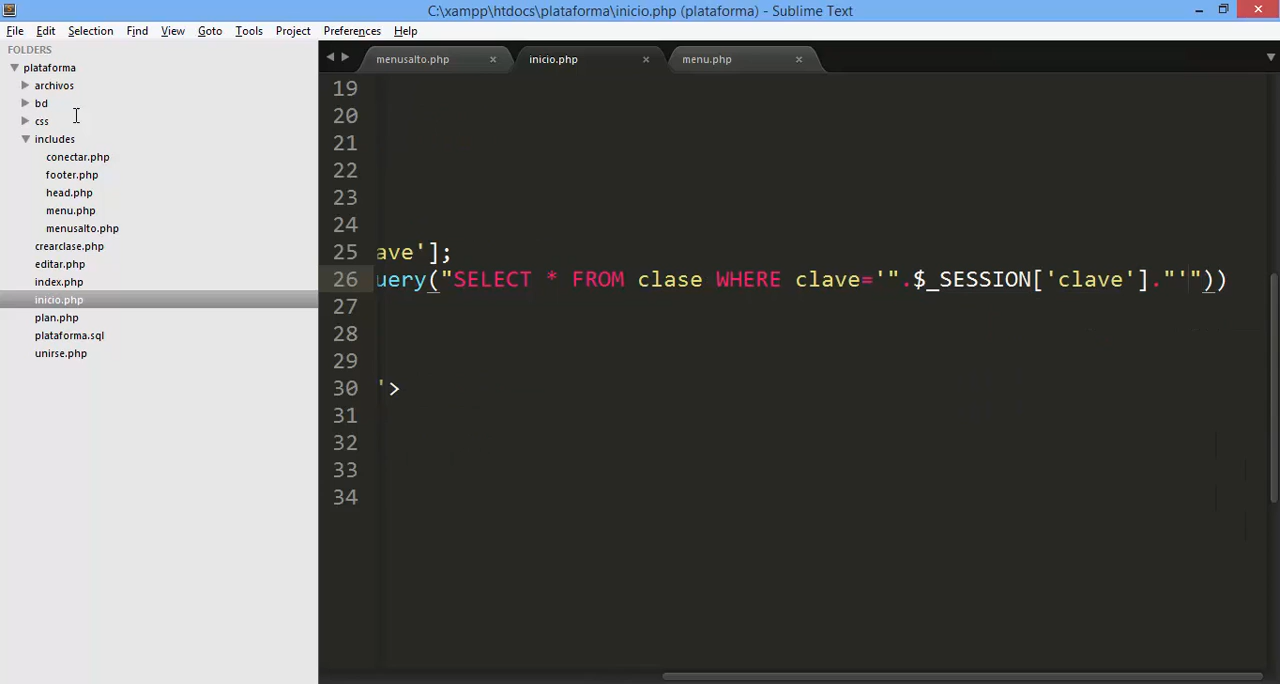 C:\xampp\htdocs\plataforma\inicio.php (plataforma) - Sublime Text
File Edit Selection Find View Goto Tools Project Preferences Help
FOLDERS
plataforma
archivos
bd
css
includes
conectar.php
footer.php
head.php
menu.php
menusalto.php
crearclase.php
editar.php
index.php
inicio.php
plan.php
plataforma.sql
unirse.php
menusalto.php × inicio.php × menu.php ×
19
20
21
22
23
24
25 ave'];
26 uery("SELECT * FROM clase WHERE clave='".$_SESSION['clave']."'"))
27
28
29
30 '>
31
32
33
34